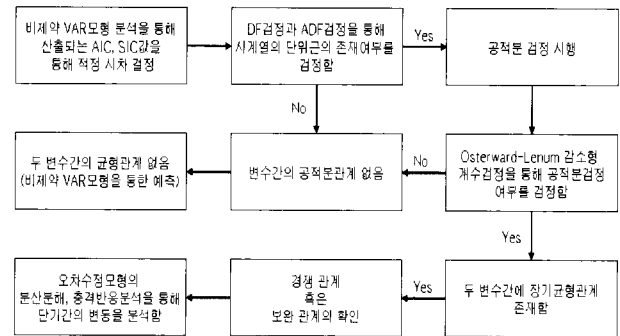 비제약 VAR모형 분석을 통해
산출되는 AIC, SIC값을
통해 적정 시차 결정
DF검정과 ADF검정을 통해
시계열의 단위근의 존재여부를
검정함
Yes
공적분 검정 시행
No
두 변수간의 균형관계 없음
(비제약 VAR모형을 통한 예측)
변수간의 공적분관계 없음
No
Osterward-Lenum 감소형
계수검정을 통해 공적분검정
여부를 검정함
Yes
오차수정모형의
분산분해, 충격반응분석을 통해
단기간의 변동을 분석함
경쟁 관계
혹은
보완 관계의 확인
Yes
두 변수간에 장기균형관계
존재함